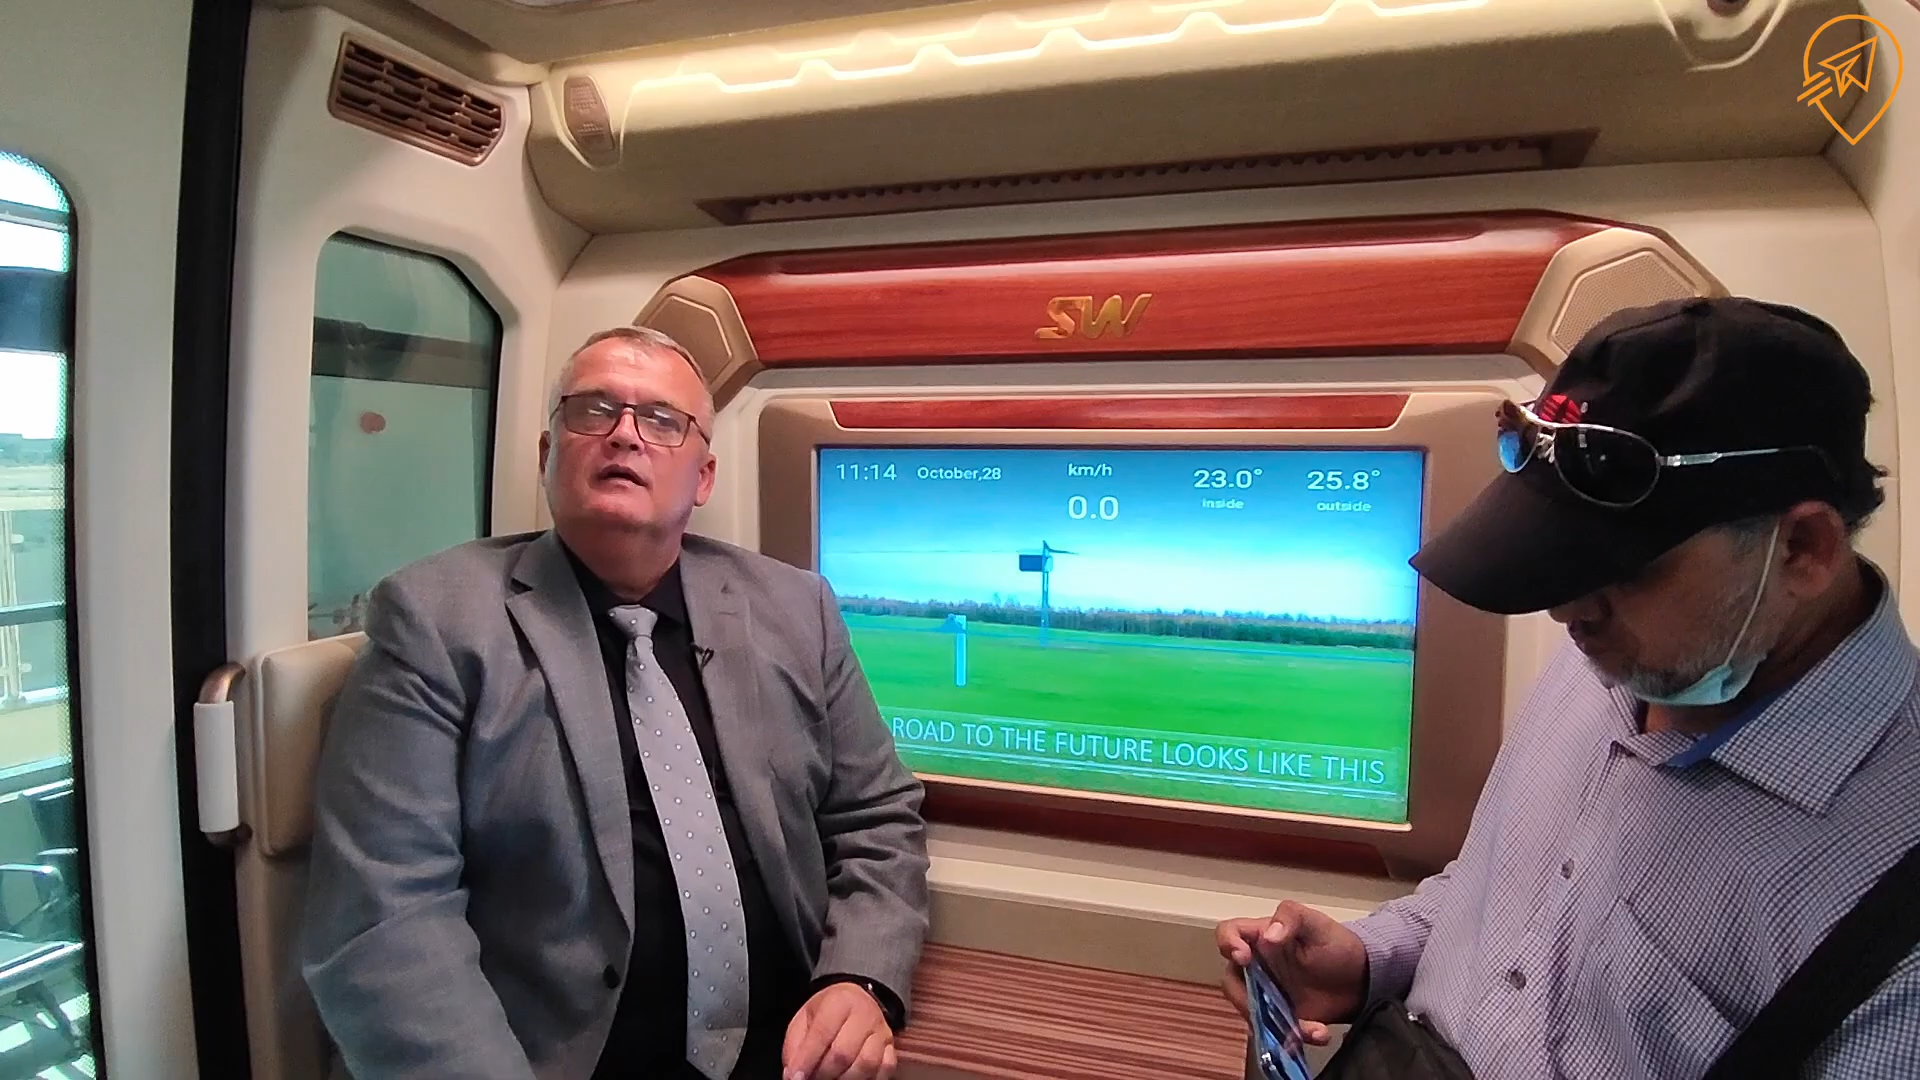 SW
11:14 October,28 km/h 23.0° 25.8°
0.0 inside outside
ROAD TO THE FUTURE LOOKS LIKE THIS